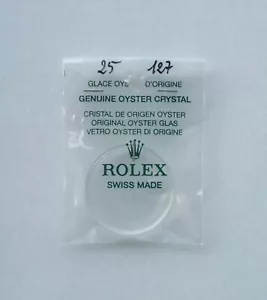 25 127
GLACE OYS D'ORIGINE
GENUINE OYSTER CRYSTAL
CRISTAL DE ORIGEN OYSTER
ORIGINAL OYSTER GLAS
VETRO OYSTER DI ORIGINE
ROLEX
SWISS MADE